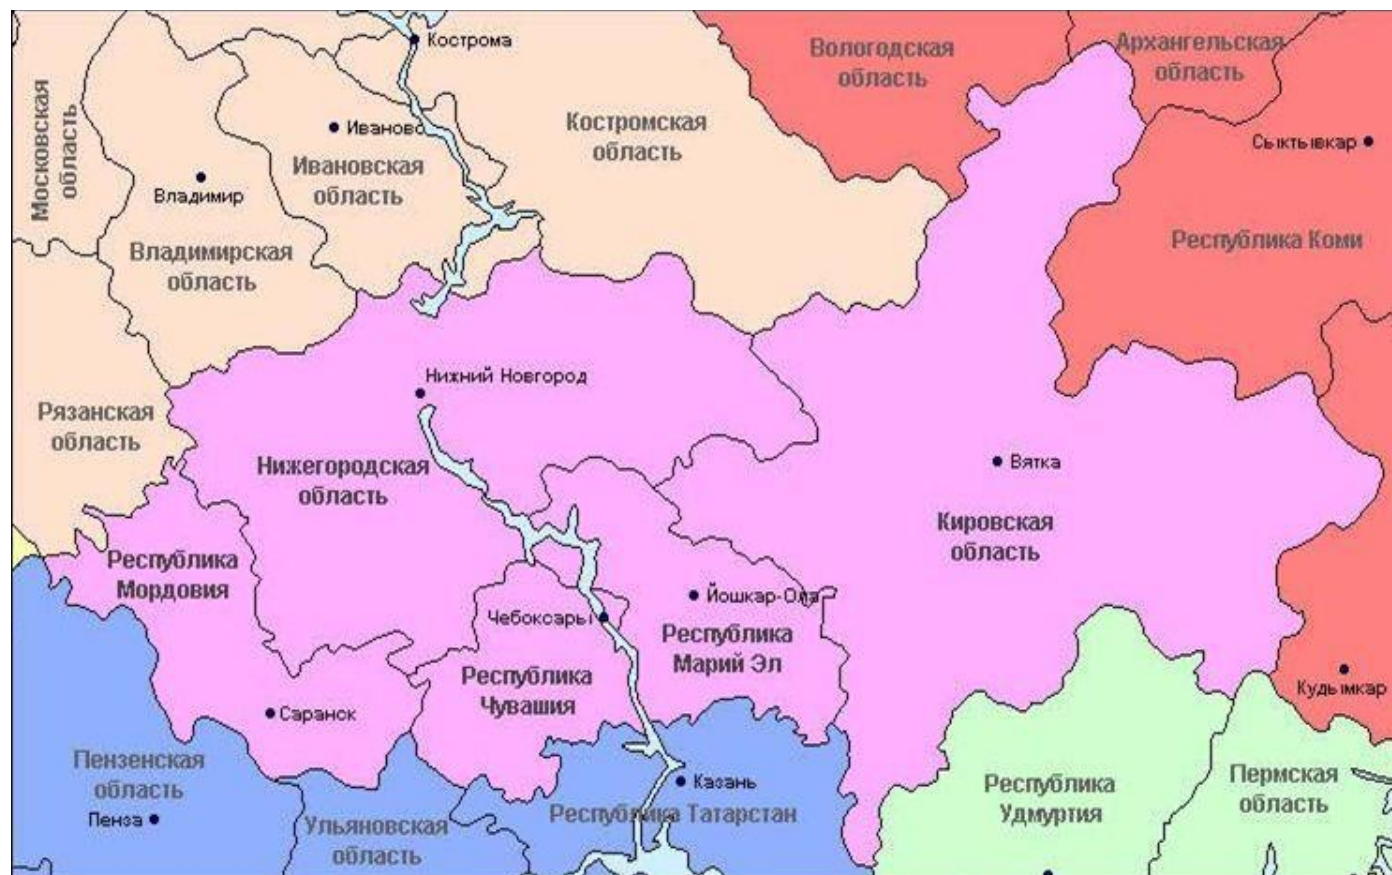 Кострома
Вологодская
область
Архангельская
область
Московская
область
Иваново
Костромская
область
Сыктывкар
Ивановская
область
Владимир
Владимирская
область
Республика Коми
Нижний Новгород
Рязанская
область
Нижегородская
область
Вятка
Кировская
область
Республика
Мордовия
Йошкар-Ола
Чебоксары
Республика
Марий Эл
Республика
Чувашия
Кудымкар
Саранск
Пензенская
область
Пенза
Казань
Республика Татарстан
Ульяновская
область
Республика
Удмуртия
Пермская
область